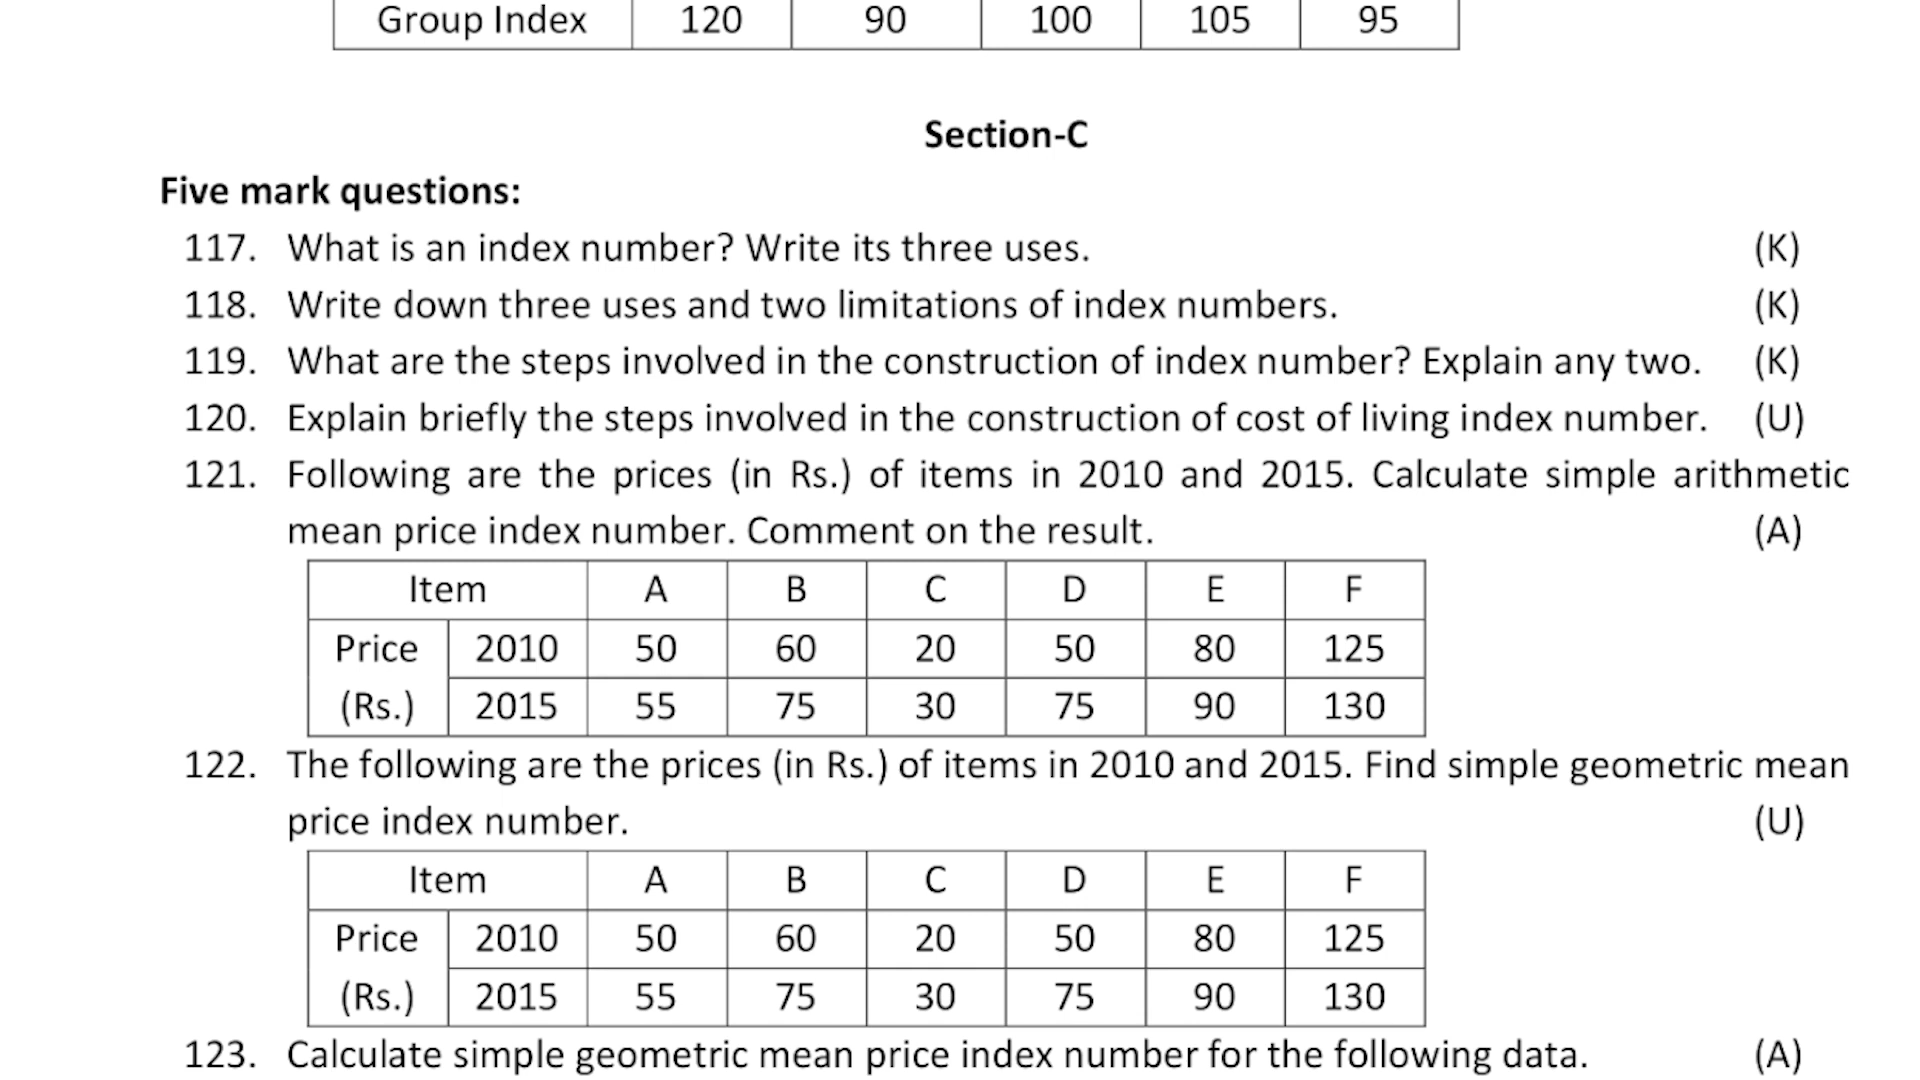 Group Index 120 90 100 105 95
Section-C
Five mark questions:
117. What is an index number? Write its three uses. (K)
118. Write down three uses and two limitations of index numbers. (K)
119. What are the steps involved in the construction of index number? Explain any two. (K)
120. Explain briefly the steps involved in the construction of cost of living index number. (U)
121. Following are the prices (in Rs.) of items in 2010 and 2015. Calculate simple arithmetic
mean price index number. Comment on the result. (A)
Item A B C D E F
Price 2010 50 60 20 50 80 125
(Rs.) 2015 55 75 30 75 90 130
122. The following are the prices (in Rs.) of items in 2010 and 2015. Find simple geometric mean
price index number. (U)
Item A B C D E F
Price 2010 50 60 20 50 80 125
(Rs.) 2015 55 75 30 75 90 130
123. Calculate simple geometric mean price index number for the following data. (A)